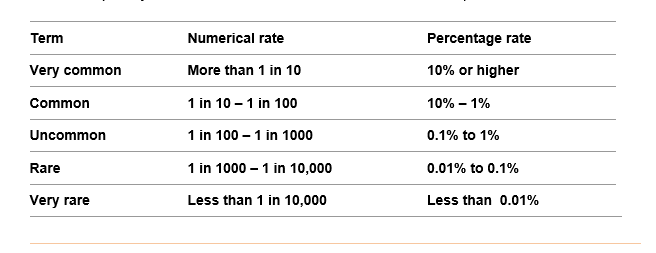 Term Numerical rate Percentage rate
Very common More than 1 in 10 10% or higher
Common 1 in 10 – 1 in 100 10% – 1%
Uncommon 1 in 100 – 1 in 1000 0.1% to 1%
Rare 1 in 1000 – 1 in 10,000 0.01% to 0.1%
Very rare Less than 1 in 10,000 Less than  0.01%